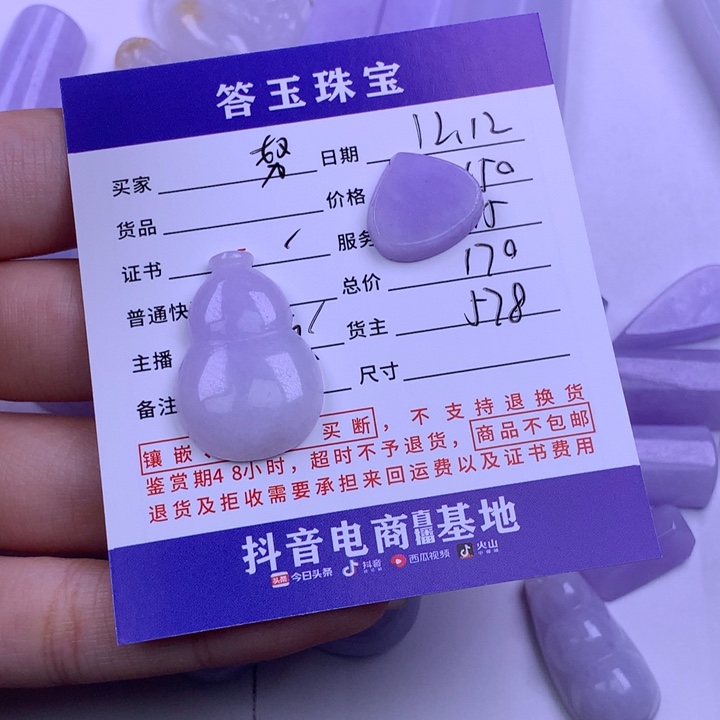 答玉珠宝
买家 日期 12.12
货品 价格 150
证书 服务
普通快 总价 170
主播 货主 578
备注 尺寸
镶嵌 买断，不支持退换货
鉴赏期48小时，超时不予退货，商品不包邮
退货及拒收需要承担来回运费以及证书费用
抖音电商直播基地
头条 今日头条 抖音 西瓜视频 火山